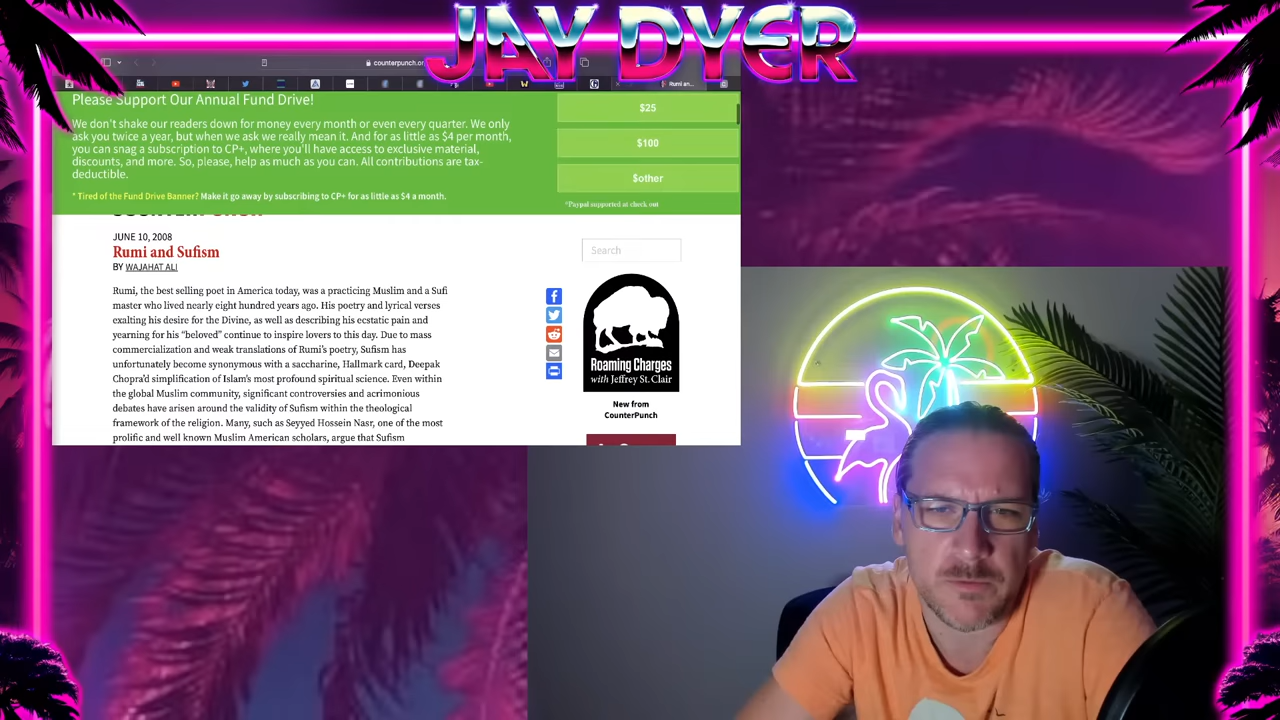 JAY DYER
counterpunch.or
Rumi an...
Please Support Our Annual Fund Drive!
We don't shake our readers down for money every month or even every quarter. We only
ask you twice a year, but when we ask we really mean it. And for as little as $4 per month,
you can snag a subscription to CP+, where you'll have access to exclusive material,
discounts, and more. So, please, help as much as you can. All contributions are tax-
deductible.
* Tired of the Fund Drive Banner? Make it go away by subscribing to CP+ for as little as $4 a month.
$25
$100
$other
*Paypal supported at check out
JUNE 10, 2008
Rumi and Sufism
BY WAJAHAT ALI
Rumi, the best selling poet in America today, was a practicing Muslim and a Sufi
master who lived nearly eight hundred years ago. His poetry and lyrical verses
exalting his desire for the Divine, as well as describing his ecstatic pain and
yearning for his “beloved” continue to inspire lovers to this day. Due to mass
commercialization and weak translations of Rumi's poetry, Sufism has
unfortunately become synonymous with a saccharine, Hallmark card, Deepak
Chopra'd simplification of Islam's most profound spiritual science. Even within
the global Muslim community, significant controversies and acrimonious
debates have arisen around the validity of Sufism within the theological
framework of the religion. Many, such as Seyyed Hossein Nasr, one of the most
prolific and well known Muslim American scholars, argue that Sufism
Search
Roaming Charges
with Jeffrey St. Clair
New from
CounterPunch